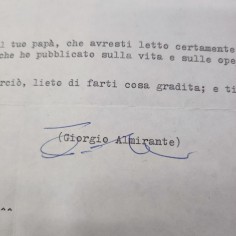 l tuo papà, che avresti letto certamente
che ho pubblicato sulla vita e sulle ope
rciò, lieto di farti cosa gradita; e ti
(Giorgio Almirante)
^^